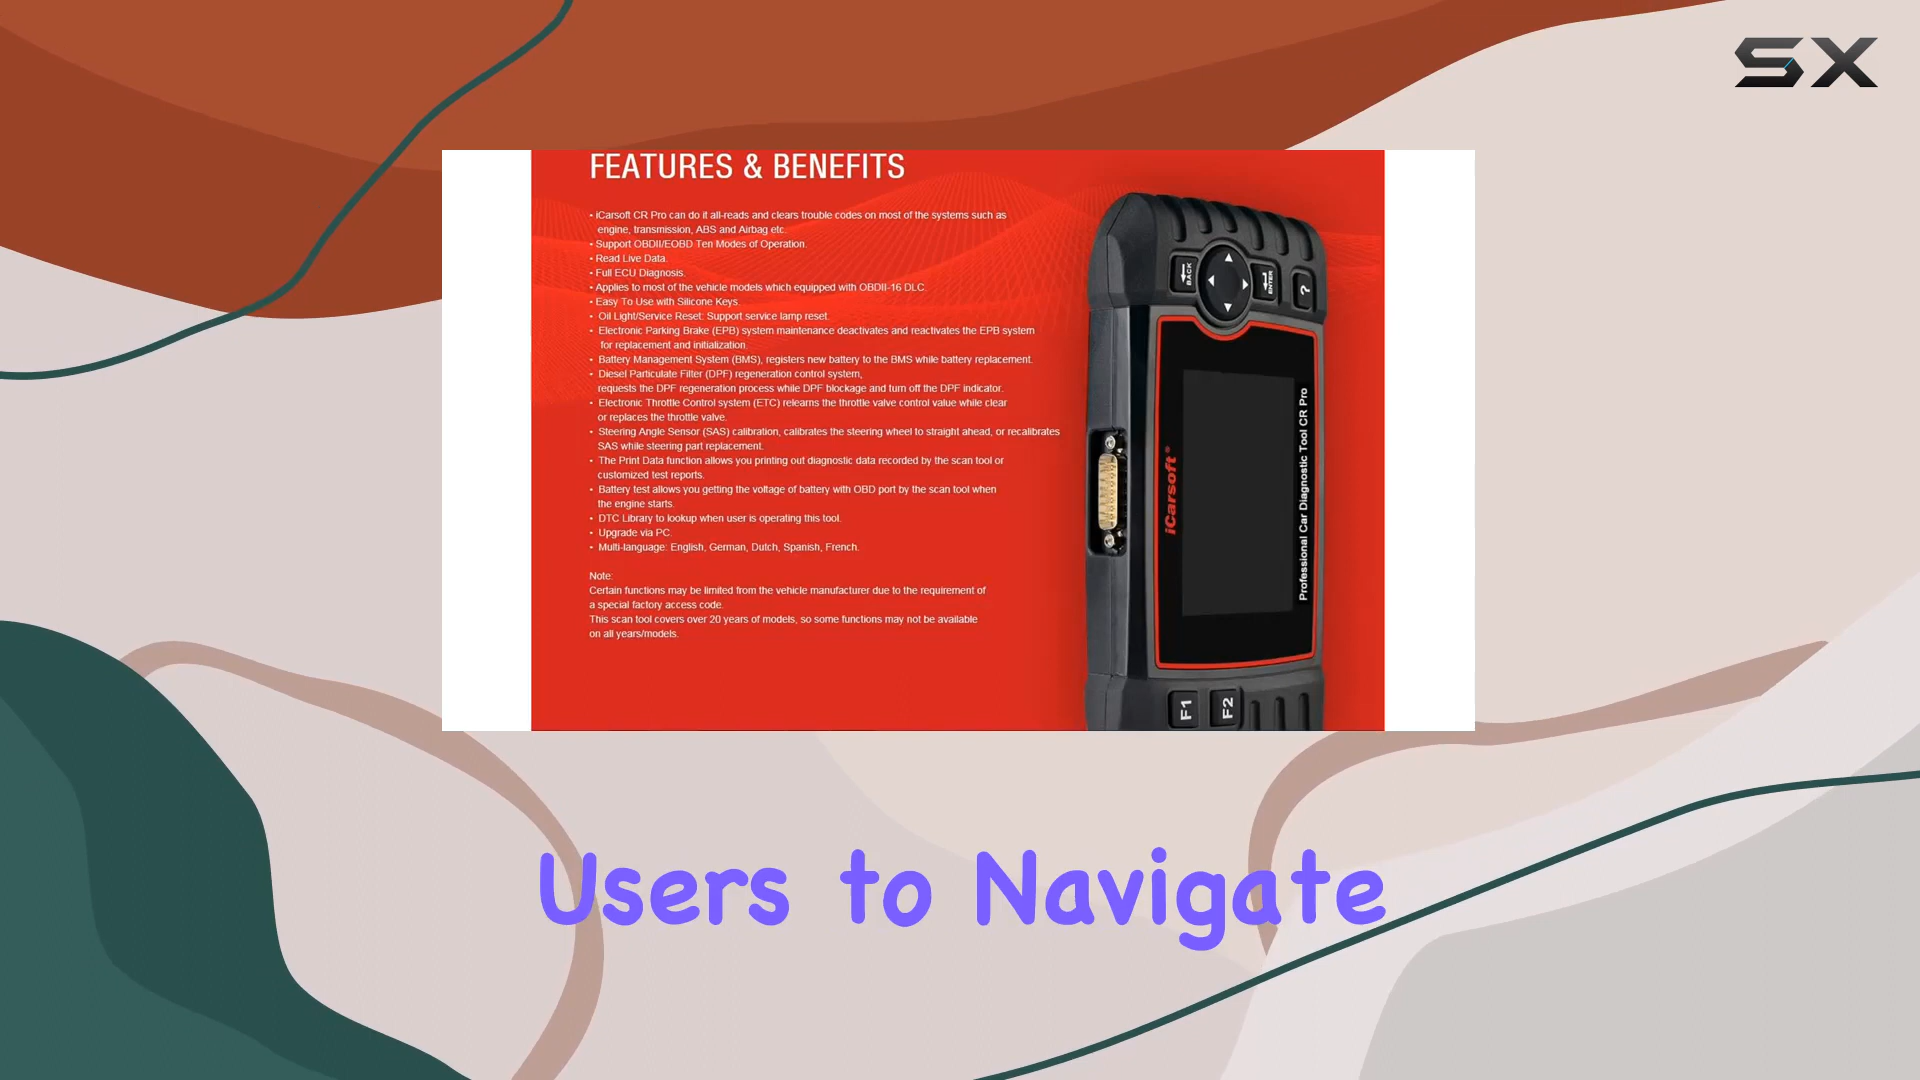 SX
FEATURES & BENEFITS
• iCarsoft CR Pro can do it all-reads and clears trouble codes on most of the systems such as
engine, transmission, ABS and Airbag etc.
• Support OBDII/EOBD Ten Modes of Operation.
• Read Live Data.
• Full ECU Diagnosis.
• Applies to most of the vehicle models which equipped with OBDII-16 DLC.
• Easy To Use with Silicone Keys.
• Oil Light/Service Reset: Support service lamp reset.
• Electronic Parking Brake (EPB) system maintenance deactivates and reactivates the EPB system
for replacement and initialization.
• Battery Management System (BMS), registers new battery to the BMS while battery replacement.
• Diesel Particulate Filter (DPF) regeneration control system,
requests the DPF regeneration process while DPF blockage and turn off the DPF indicator.
• Electronic Throttle Control system (ETC) relearns the throttle valve control value while clear
or replaces the throttle valve.
• Steering Angle Sensor (SAS) calibration, calibrates the steering wheel to straight ahead, or recalibrates
SAS while steering part replacement.
• The Print Data function allows you printing out diagnostic data recorded by the scan tool or
customized test reports.
• Battery test allows you getting the voltage of battery with OBD port by the scan tool when
the engine starts.
• DTC Library to lookup when user is operating this tool.
• Upgrade via PC.
• Multi-language: English, German, Dutch, Spanish, French.
Note:
Certain functions may be limited from the vehicle manufacturer due to the requirement of
a special factory access code.
This scan tool covers over 20 years of models, so some functions may not be available
on all years/models.
BACK
ENTER
?
iCarsoft™
Professional Car Diagnostic Tool CR Pro
F1
F2
Users to Navigate